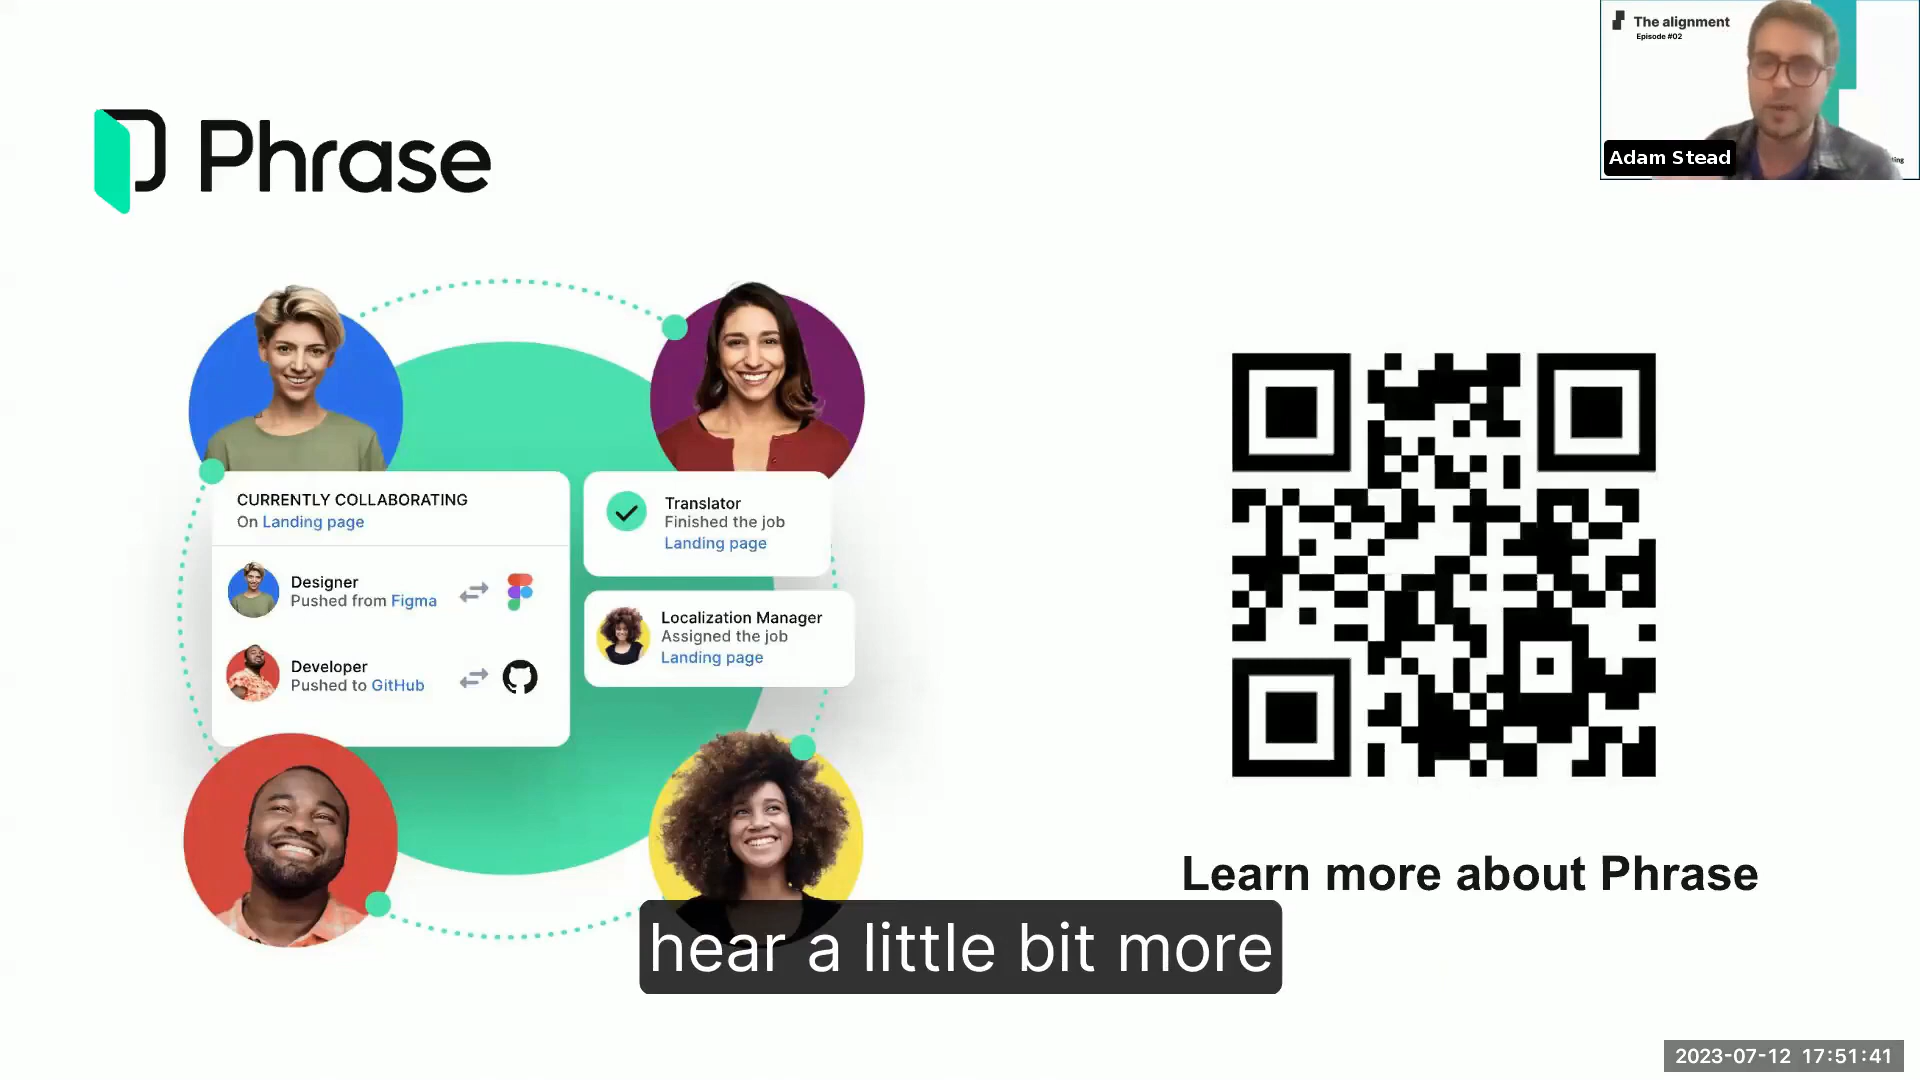 The alignment
Episode #02
Adam Stead
Phrase
CURRENTLY COLLABORATING
On Landing page
Designer
Pushed from Figma
Developer
Pushed to GitHub
Translator
Finished the job
Landing page
Localization Manager
Assigned the job
Landing page
Learn more about Phrase
hear a little bit more
2023-07-12 17:51:41